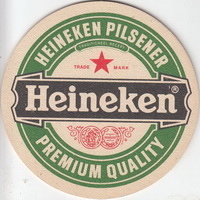 HEINEKEN PILSENER
TRADE MARK
Heineken®
PREMIUM QUALITY